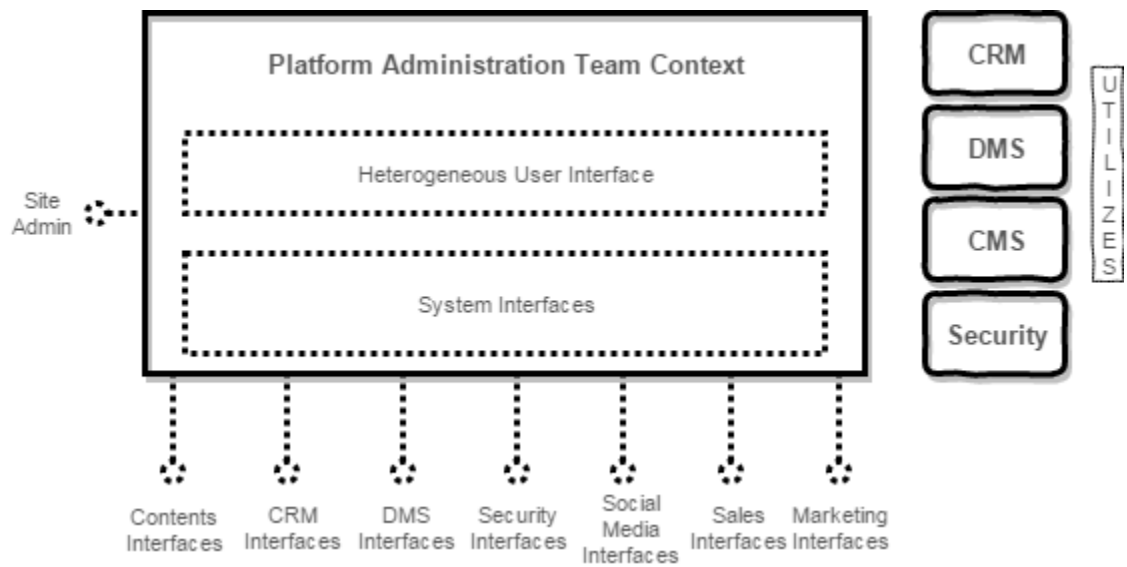 Platform Administration Team Context
Heterogeneous User Interface
System Interfaces
Site
Admin
CRM
DMS
CMS
Security
UTILIZES
Contents
Interfaces
CRM
Interfaces
DMS
Interfaces
Security
Interfaces
Social
Media
Interfaces
Sales
Interfaces
Marketing
Interfaces